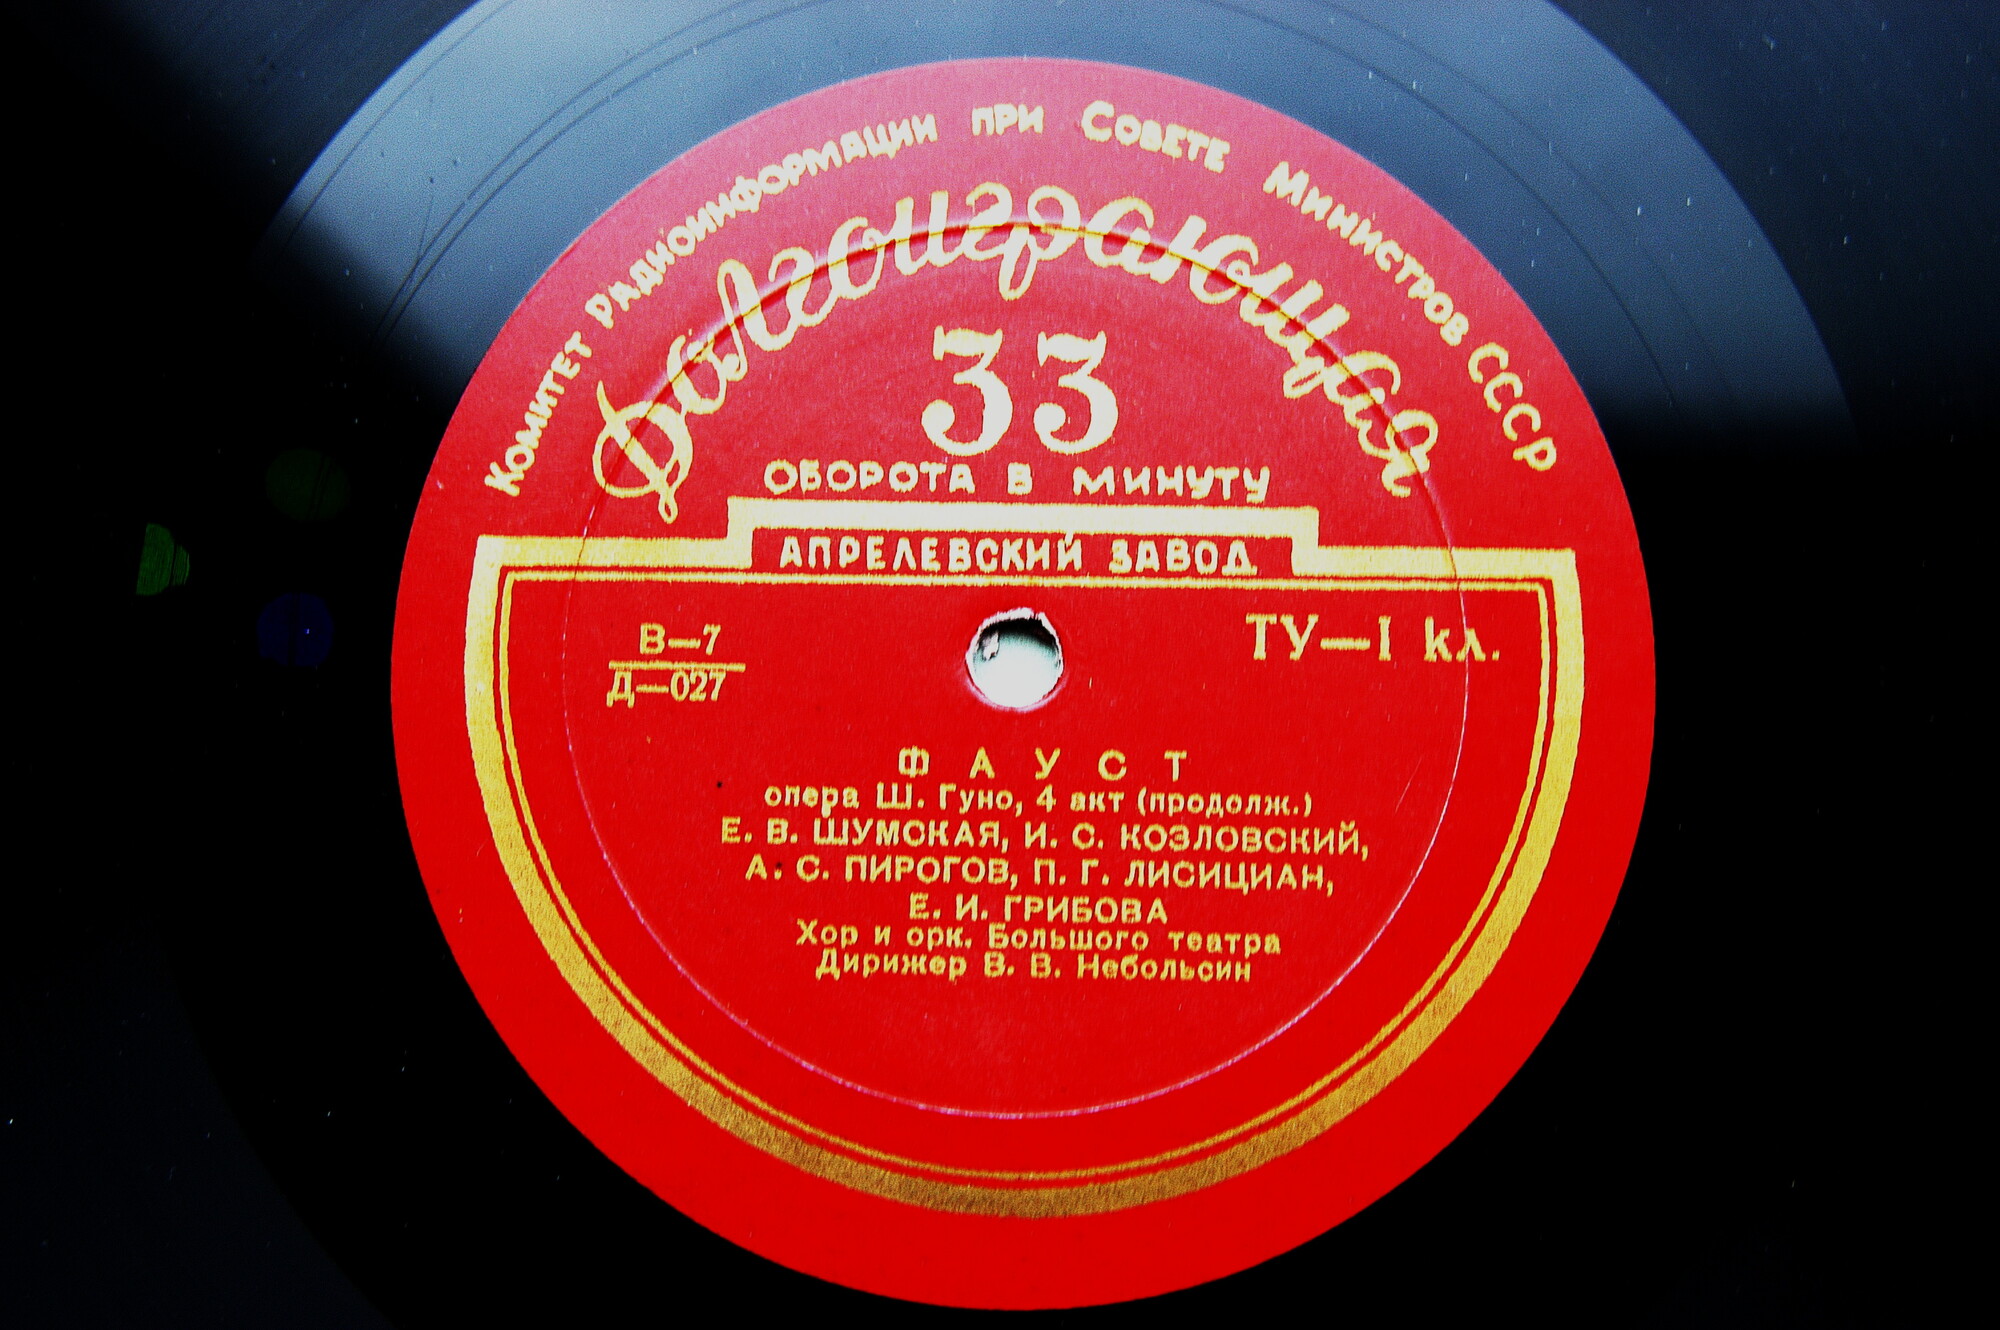 Комитет радиоинформации при Совете Министров СССР
Долгоиграющая
33
ОБОРОТА В МИНУТУ
АПРЕЛЕВСКИЙ ЗАВОД
В—7
Д—027
ТУ—I кл.
ФАУСТ
опера Ш. Гуно, 4 акт (продолж.)
Е. В. ШУМСКАЯ, И. С. КОЗЛОВСКИЙ,
А. С. ПИРОГОВ, П. Г. ЛИСИЦИАН,
Е. И. ГРИБОВА
Хор и орк. Большого театра
Дирижер В. В. Небольсин